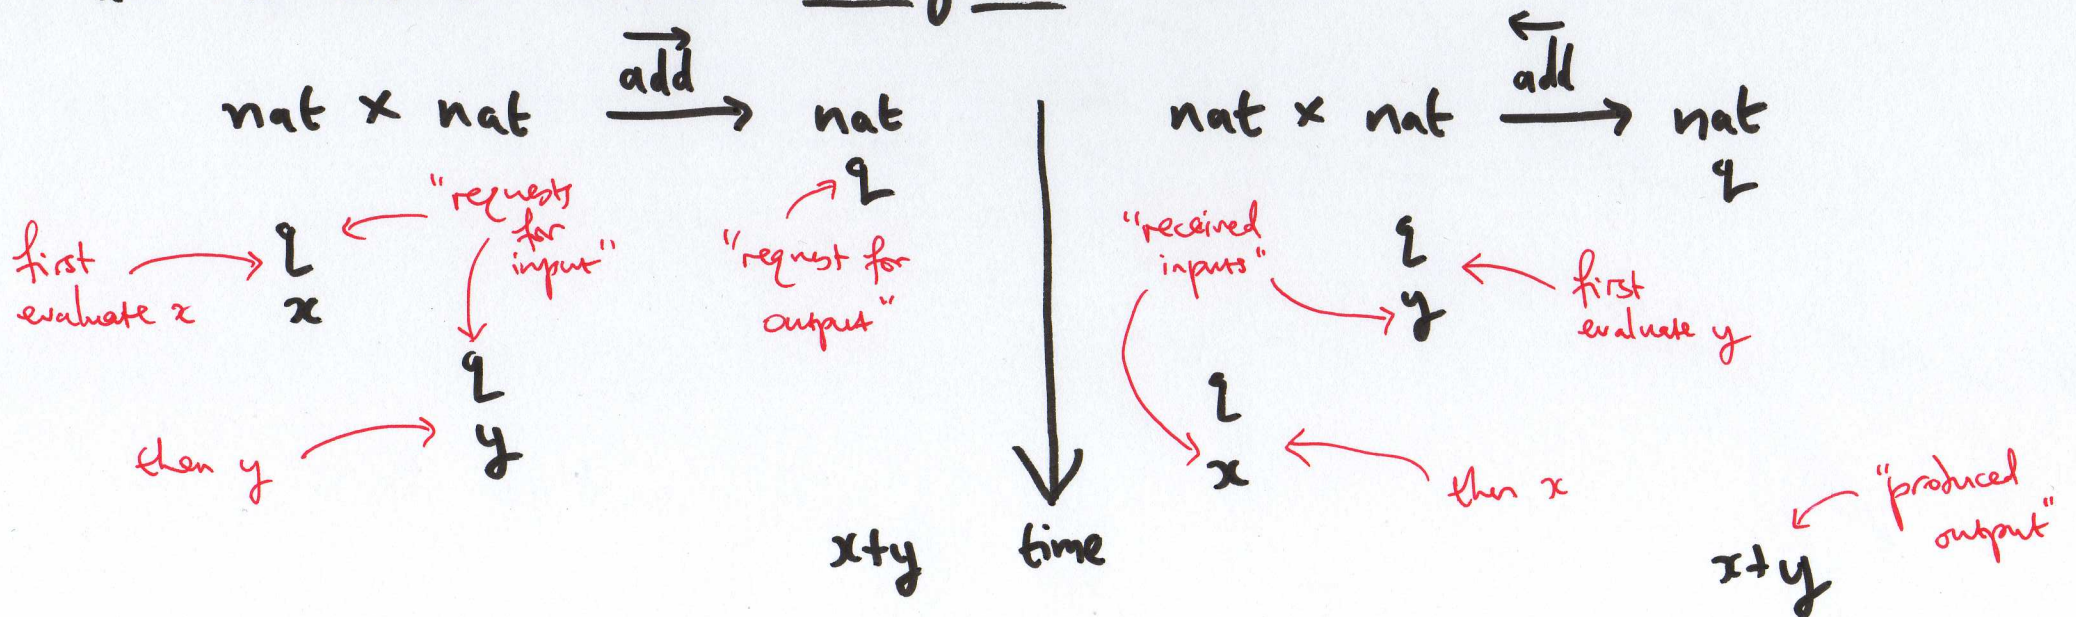 add
nat × nat → nat
q
"requests
for
input"
first
evaluate x
q
x
"request for
output"
q
y
then y
x+y
time
add
nat × nat → nat
q
"received
inputs"
q
y
first
evaluate y
q
x
then x
"produced
output"
x+y